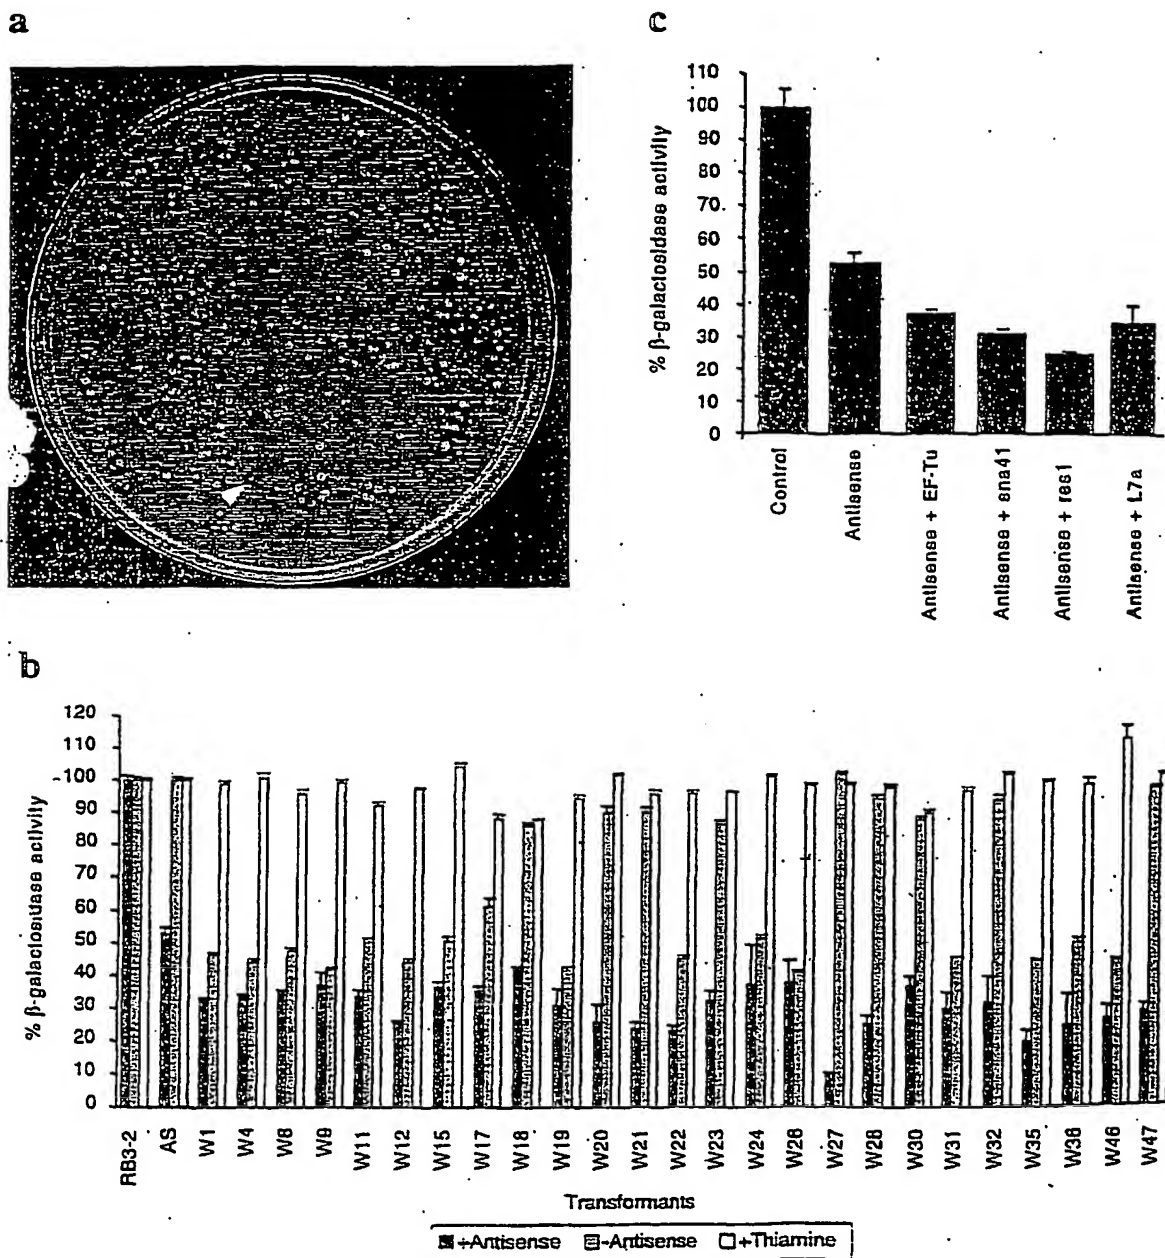 a
c
% β-galactosidase activity
110
100
90
80
70
60
50
40
30
20
10
0
Control
Antisense
Antisense + EF-Tu
Antisense + sna41
Antisense + res1
Antisense + L7a
b
% β-galactosidase activity
120
110
100
90
80
70
60
50
40
30
20
10
0
RB3-2
AS
W1
W4
W8
W9
W11
W12
W15
W17
W18
W19
W20
W21
W22
W23
W24
W26
W27
W28
W30
W31
W32
W35
W36
W46
W47
Transformants
+Antisense -Antisense +Thiamine